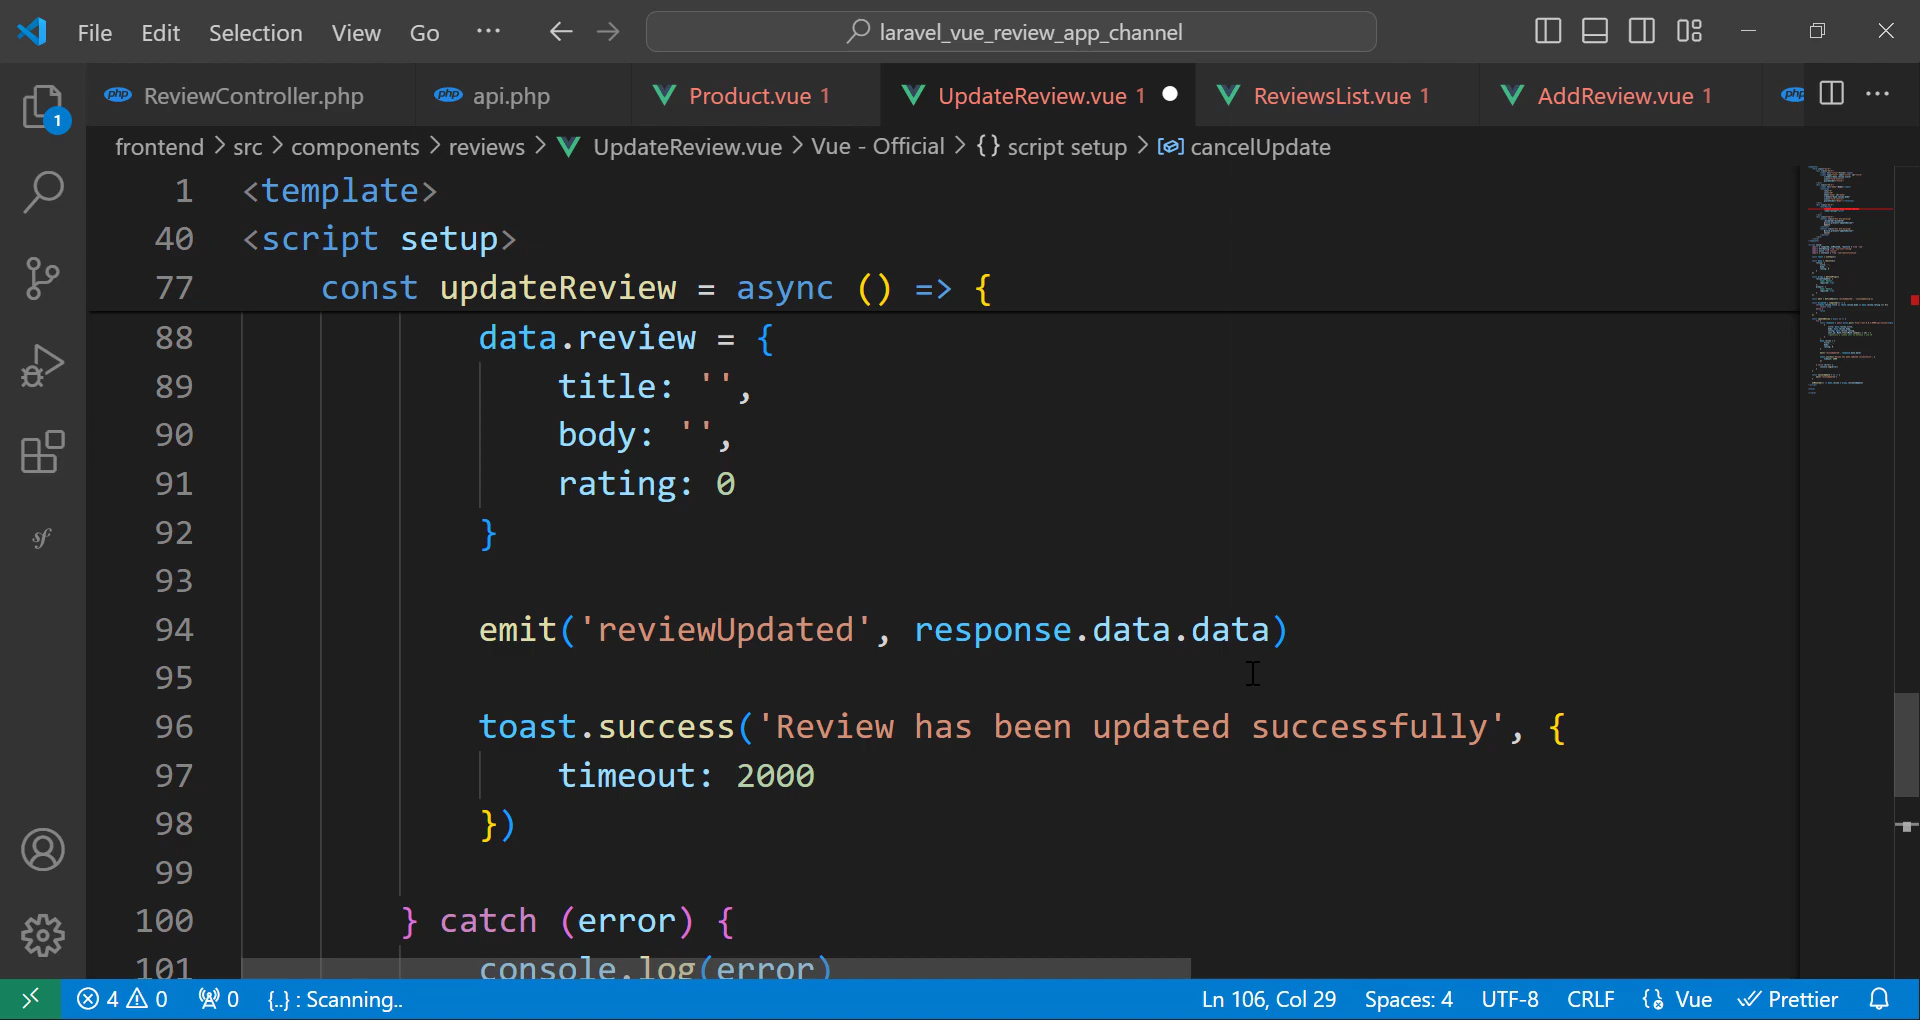 File Edit Selection View Go ··· laravel_vue_review_app_channel
ReviewController.php api.php Product.vue 1 UpdateReview.vue 1 ReviewsList.vue 1 AddReview.vue 1 php
frontend > src > components > reviews > UpdateReview.vue > Vue - Official > {} script setup > cancelUpdate
1 <template>
40 <script setup>
77 const updateReview = async () => {
88 data.review = {
89 title: '',
90 body: '',
91 rating: 0
92 }
93
94 emit('reviewUpdated', response.data.data)
95
96 toast.success('Review has been updated successfully', {
97 timeout: 2000
98 })
99
100 } catch (error) {
101 console.log(error)
4 0 0 {..} : Scanning.. Ln 106, Col 29 Spaces: 4 UTF-8 CRLF Vue Prettier